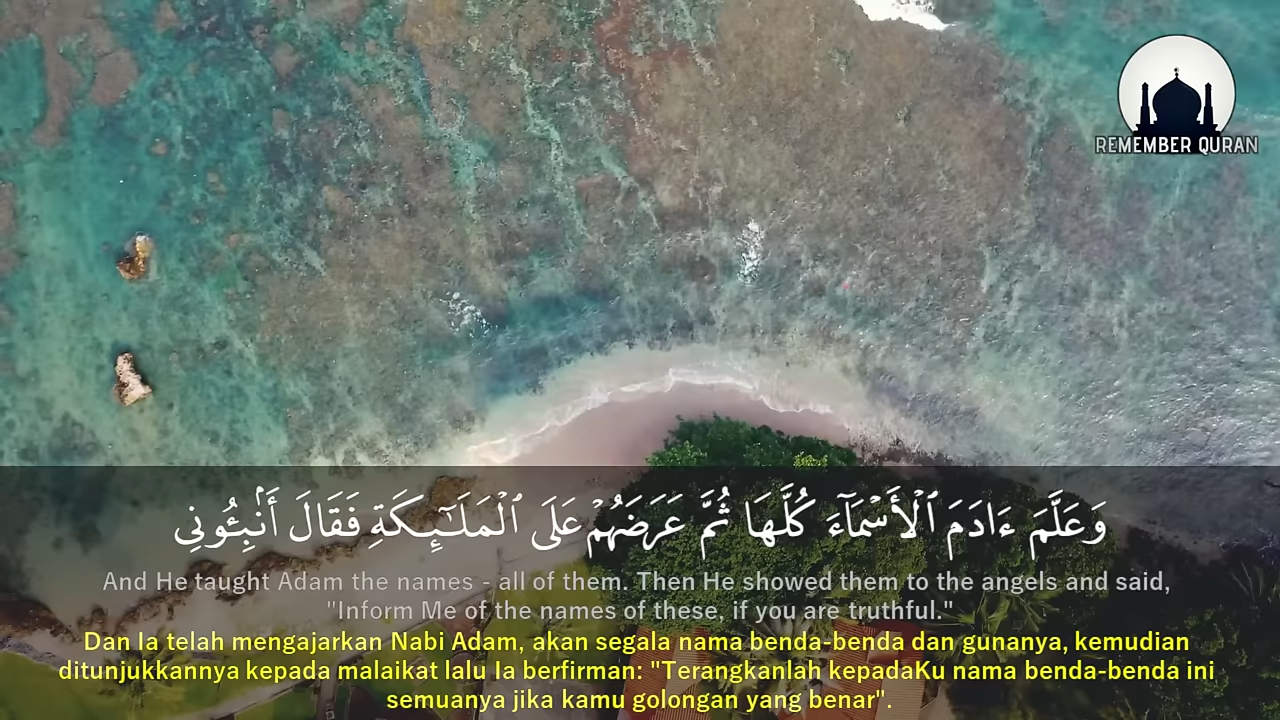 REMEMBER QURAN
وَعَلَّمَ ءَادَمَ ٱلْأَسْمَآءَ كُلَّهَا ثُمَّ عَرَضَهُمْ عَلَى ٱلْمَلَـٰٓئِكَةِ فَقَالَ أَنۢبِـُٔونِى
And He taught Adam the names - all of them. Then He showed them to the angels and said,
"Inform Me of the names of these, if you are truthful."
Dan Ia telah mengajarkan Nabi Adam, akan segala nama benda-benda dan gunanya, kemudian
ditunjukkannya kepada malaikat lalu Ia berfirman: "Terangkanlah kepadaKu nama benda-benda ini
semuanya jika kamu golongan yang benar".